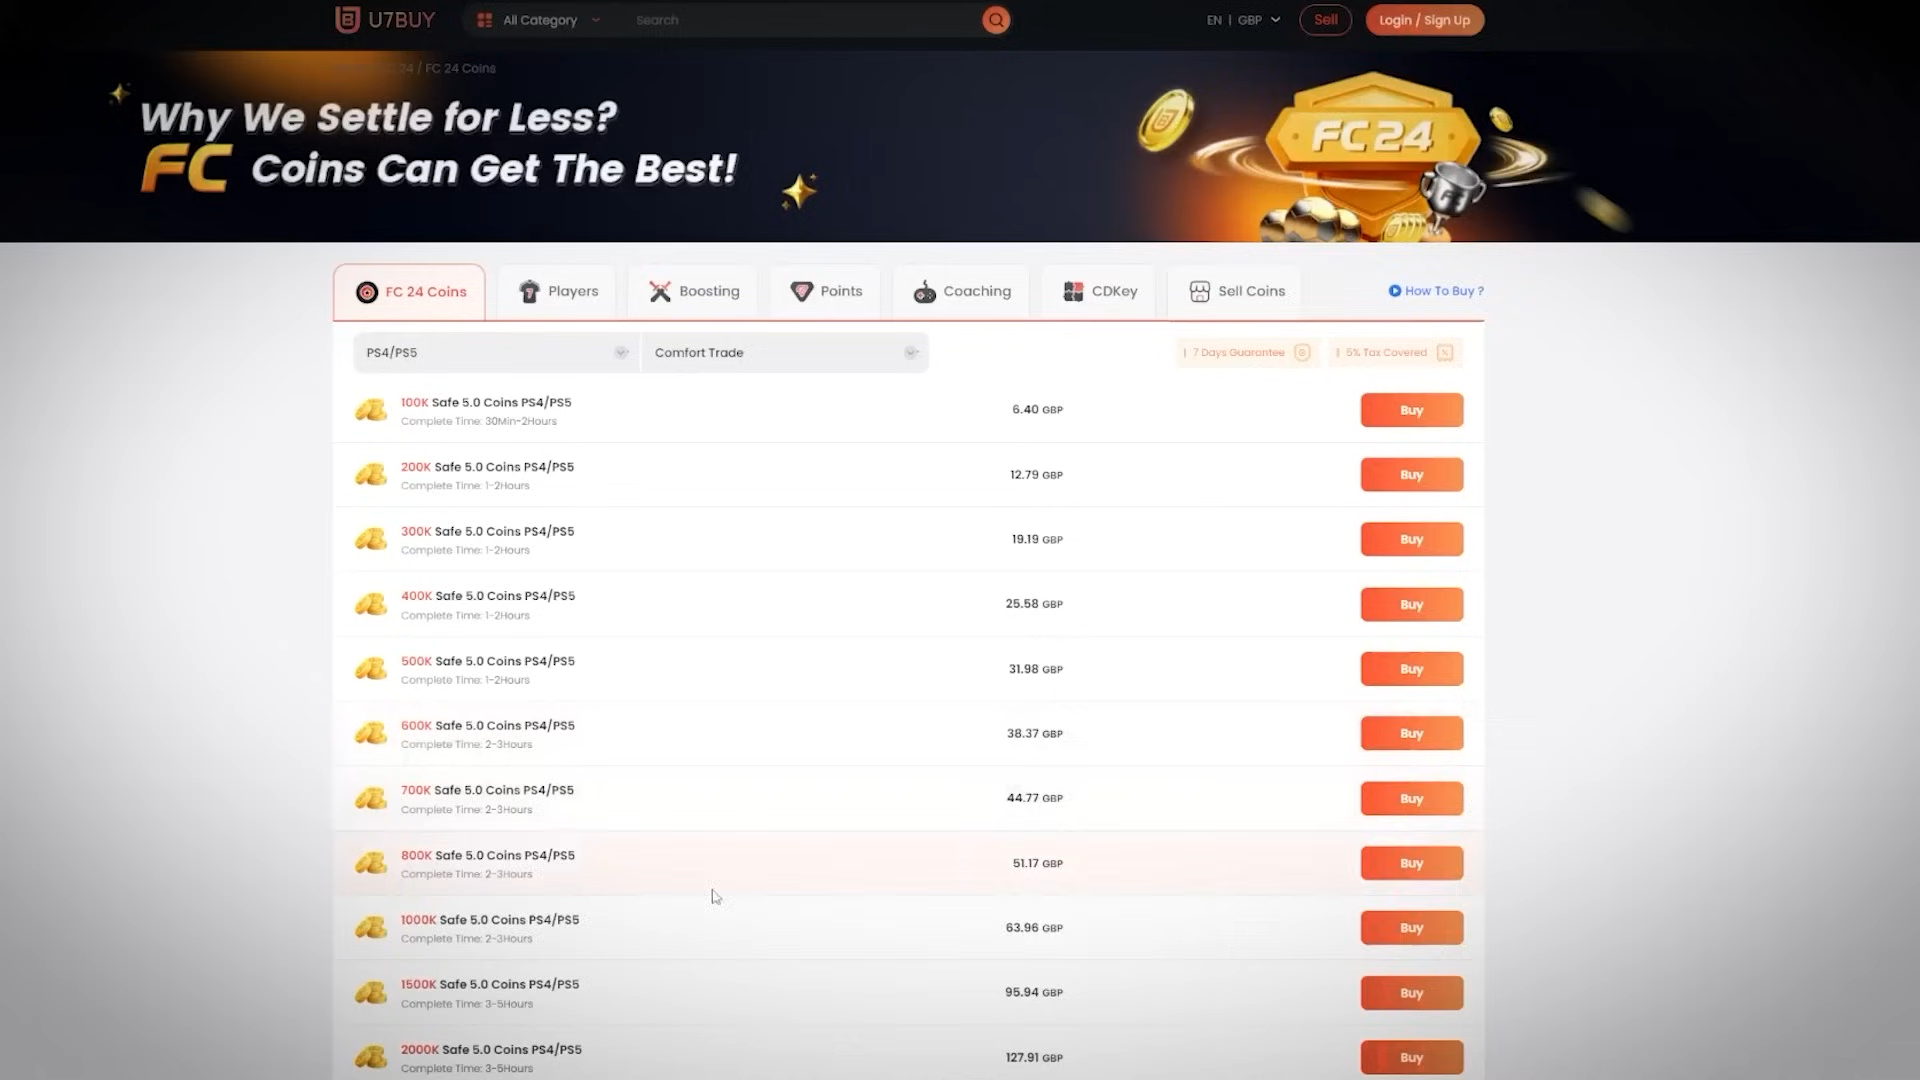 U7BUY
All Category
Search
EN | GBP
Sell
Login / Sign Up
24 / FC 24 Coins
Why We Settle for Less?
FC Coins Can Get The Best!
FC 24
FC 24 Coins
Players
Boosting
Points
Coaching
CDKey
Sell Coins
How To Buy ?
PS4/PS5
Comfort Trade
7 Days Guarantee
5% Tax Covered
100K Safe 5.0 Coins PS4/PS5
Complete Time: 30Min-2Hours
6.40 GBP
Buy
200K Safe 5.0 Coins PS4/PS5
Complete Time: 1-2Hours
12.79 GBP
Buy
300K Safe 5.0 Coins PS4/PS5
Complete Time: 1-2Hours
19.19 GBP
Buy
400K Safe 5.0 Coins PS4/PS5
Complete Time: 1-2Hours
25.58 GBP
Buy
500K Safe 5.0 Coins PS4/PS5
Complete Time: 1-2Hours
31.98 GBP
Buy
600K Safe 5.0 Coins PS4/PS5
Complete Time: 2-3Hours
38.37 GBP
Buy
700K Safe 5.0 Coins PS4/PS5
Complete Time: 2-3Hours
44.77 GBP
Buy
800K Safe 5.0 Coins PS4/PS5
Complete Time: 2-3Hours
51.17 GBP
Buy
1000K Safe 5.0 Coins PS4/PS5
Complete Time: 2-3Hours
63.96 GBP
Buy
1500K Safe 5.0 Coins PS4/PS5
Complete Time: 3-5Hours
95.94 GBP
Buy
2000K Safe 5.0 Coins PS4/PS5
Complete Time: 3-5Hours
127.91 GBP
Buy